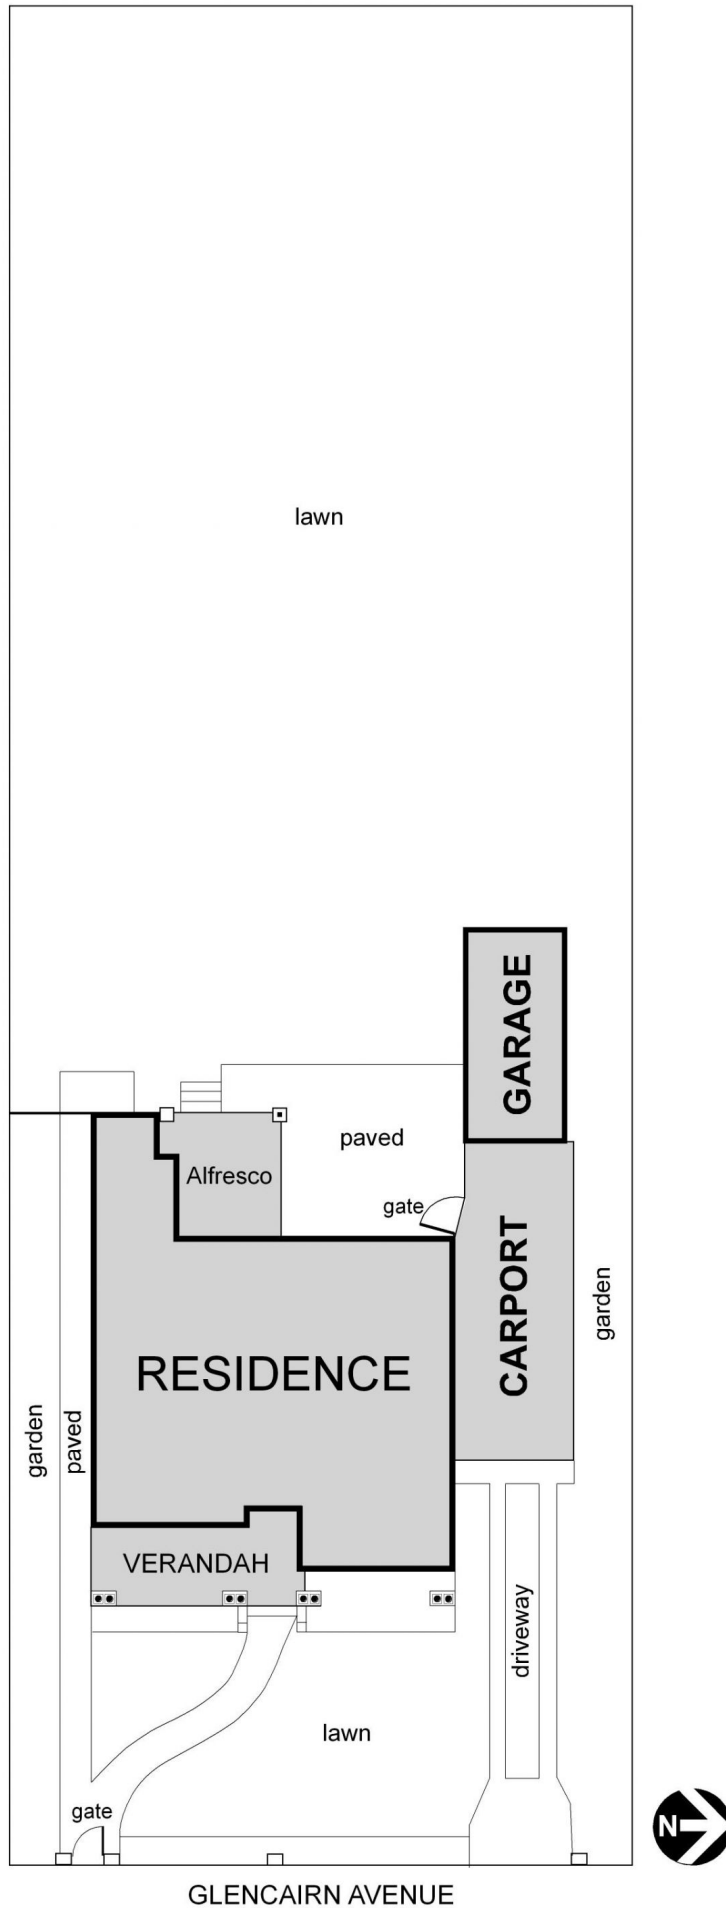 lawn
GARAGE
paved
Alfresco
gate
CARPORT
garden
RESIDENCE
garden
paved
VERANDAH
driveway
lawn
gate
N
GLENCAIRN AVENUE